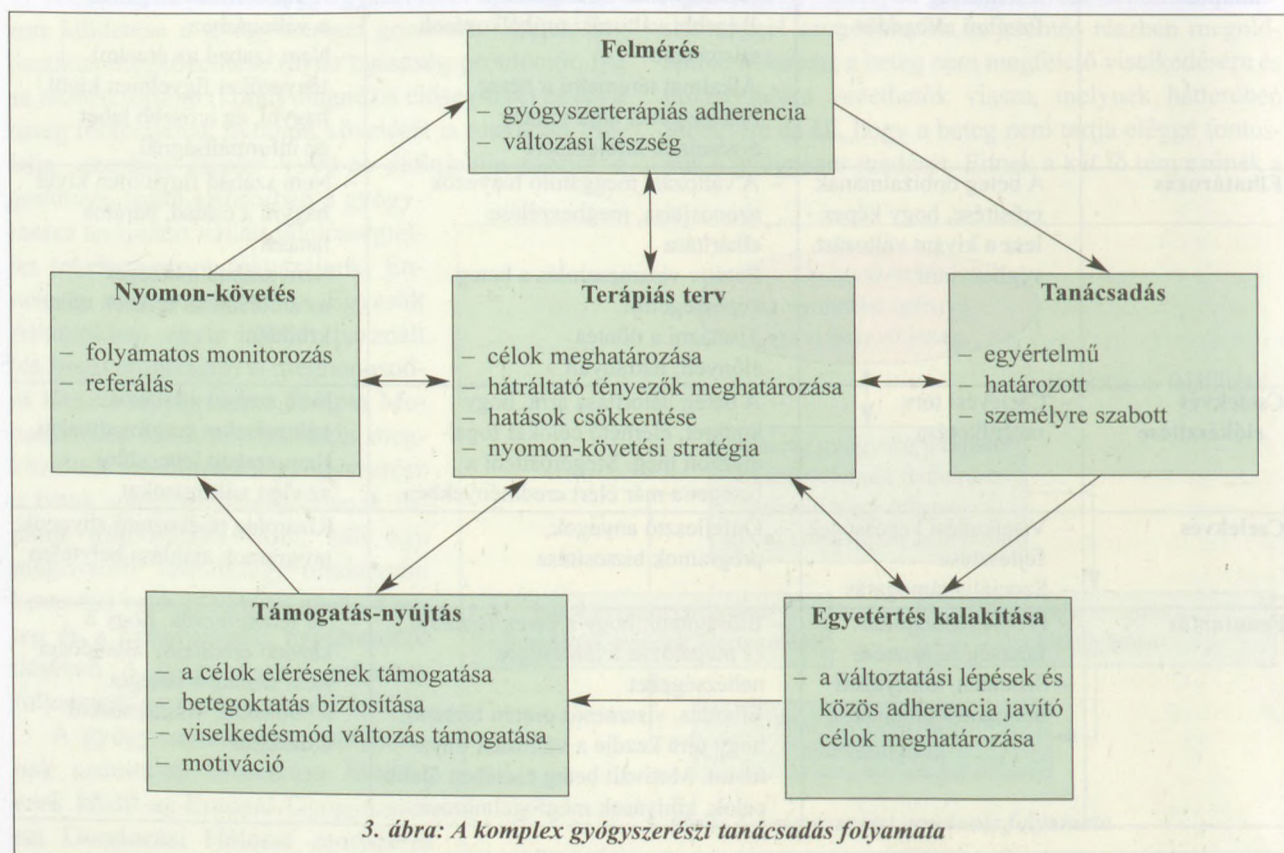 Felmérés
– gyógyszerterápiás adherencia
– változási készség
Nyomon-követés
– folyamatos monitorozás
– referálás
Terápiás terv
– célok meghatározása
– hátráltató tényezők meghatározása
– hatások csökkentése
– nyomon-követési stratégia
Tanácsadás
– egyértelmű
– határozott
– személyre szabott
Támogatás-nyújtás
– a célok elérésének támogatása
– betegoktatás biztosítása
– viselkedésmód változás támogatása
– motiváció
Egyetértés kalakítása
– a változtatási lépések és
közös adherencia javító
célok meghatározása
3. ábra: A komplex gyógyszerészi tanácsadás folyamata